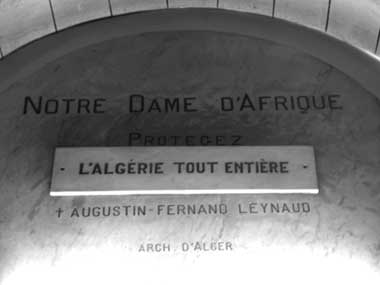 NOTRE DAME D'AFRIQUE
PROTEGEZ
· L'ALGÉRIE TOUT ENTIÈRE ·
† AUGUSTIN-FERNAND LEYNAUD
ARCH. D'ALGER